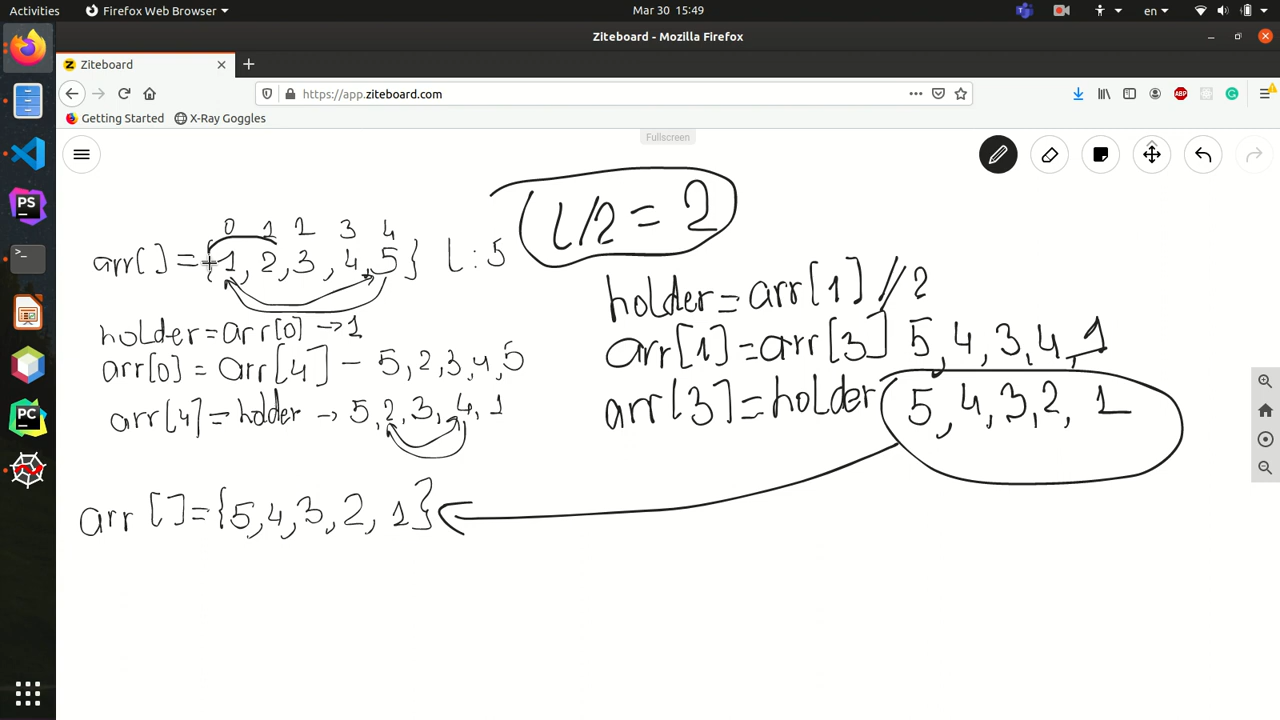 Activities
Firefox Web Browser
Mar 30 15:49
en
Ziteboard - Mozilla Firefox
Z Ziteboard
https://app.ziteboard.com
ABP
Getting Started
X-Ray Goggles
PS
PC
Fullscreen
l/2 = 2
0 1 2 3 4
arr[] = {1, 2, 3, 4, 5} l : 5
holder = arr[0] → 1
arr[0] = arr[4] - 5, 2, 3, 4, 5
arr[4] = holder → 5, 2, 3, 4, 1
holder = arr[1] // 2
arr[1] = arr[3] 5, 4, 3, 4, 1
arr[3] = holder 5, 4, 3, 2, 1
arr [] = {5, 4, 3, 2, 1}